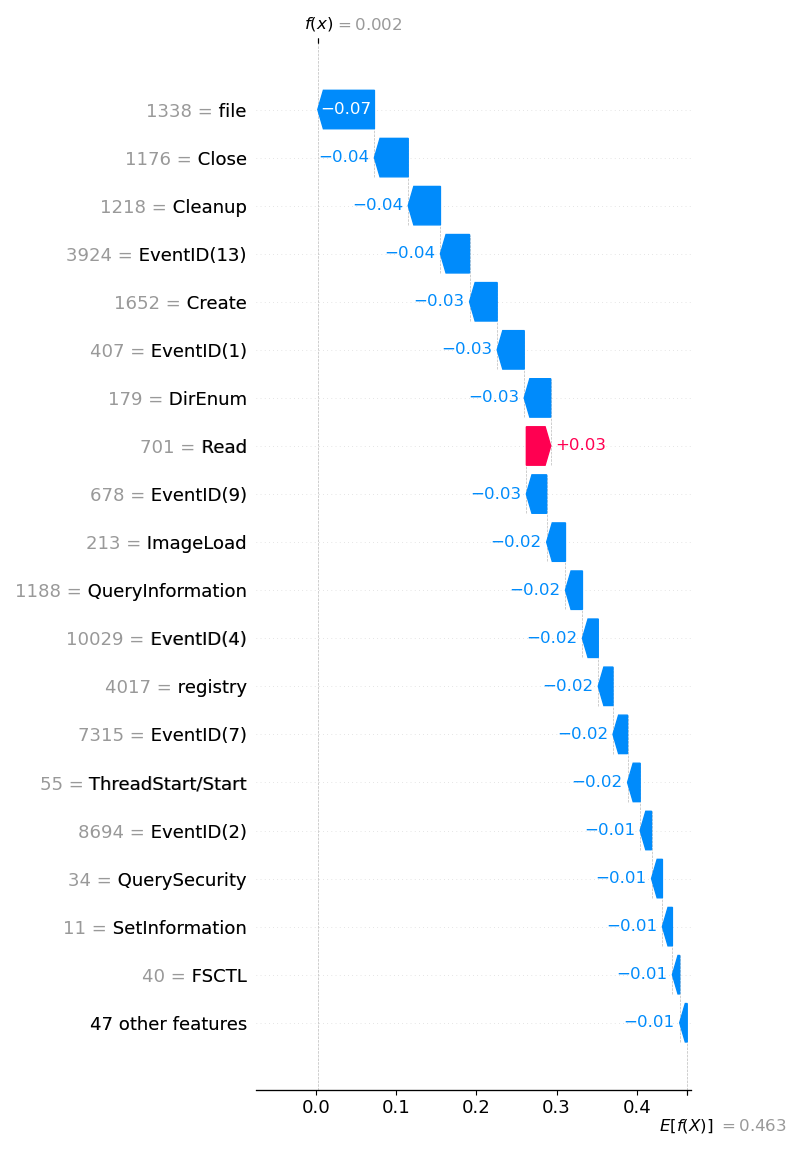 f(x) = 0.002
1338 = file
−0.07
1176 = Close
−0.04
1218 = Cleanup
−0.04
3924 = EventID(13)
−0.04
1652 = Create
−0.03
407 = EventID(1)
−0.03
179 = DirEnum
−0.03
701 = Read
+0.03
678 = EventID(9)
−0.03
213 = ImageLoad
−0.02
1188 = QueryInformation
−0.02
10029 = EventID(4)
−0.02
4017 = registry
−0.02
7315 = EventID(7)
−0.02
55 = ThreadStart/Start
−0.02
8694 = EventID(2)
−0.01
34 = QuerySecurity
−0.01
11 = SetInformation
−0.01
40 = FSCTL
−0.01
47 other features
−0.01
0.0 0.1 0.2 0.3 0.4
E[f(X)] = 0.463